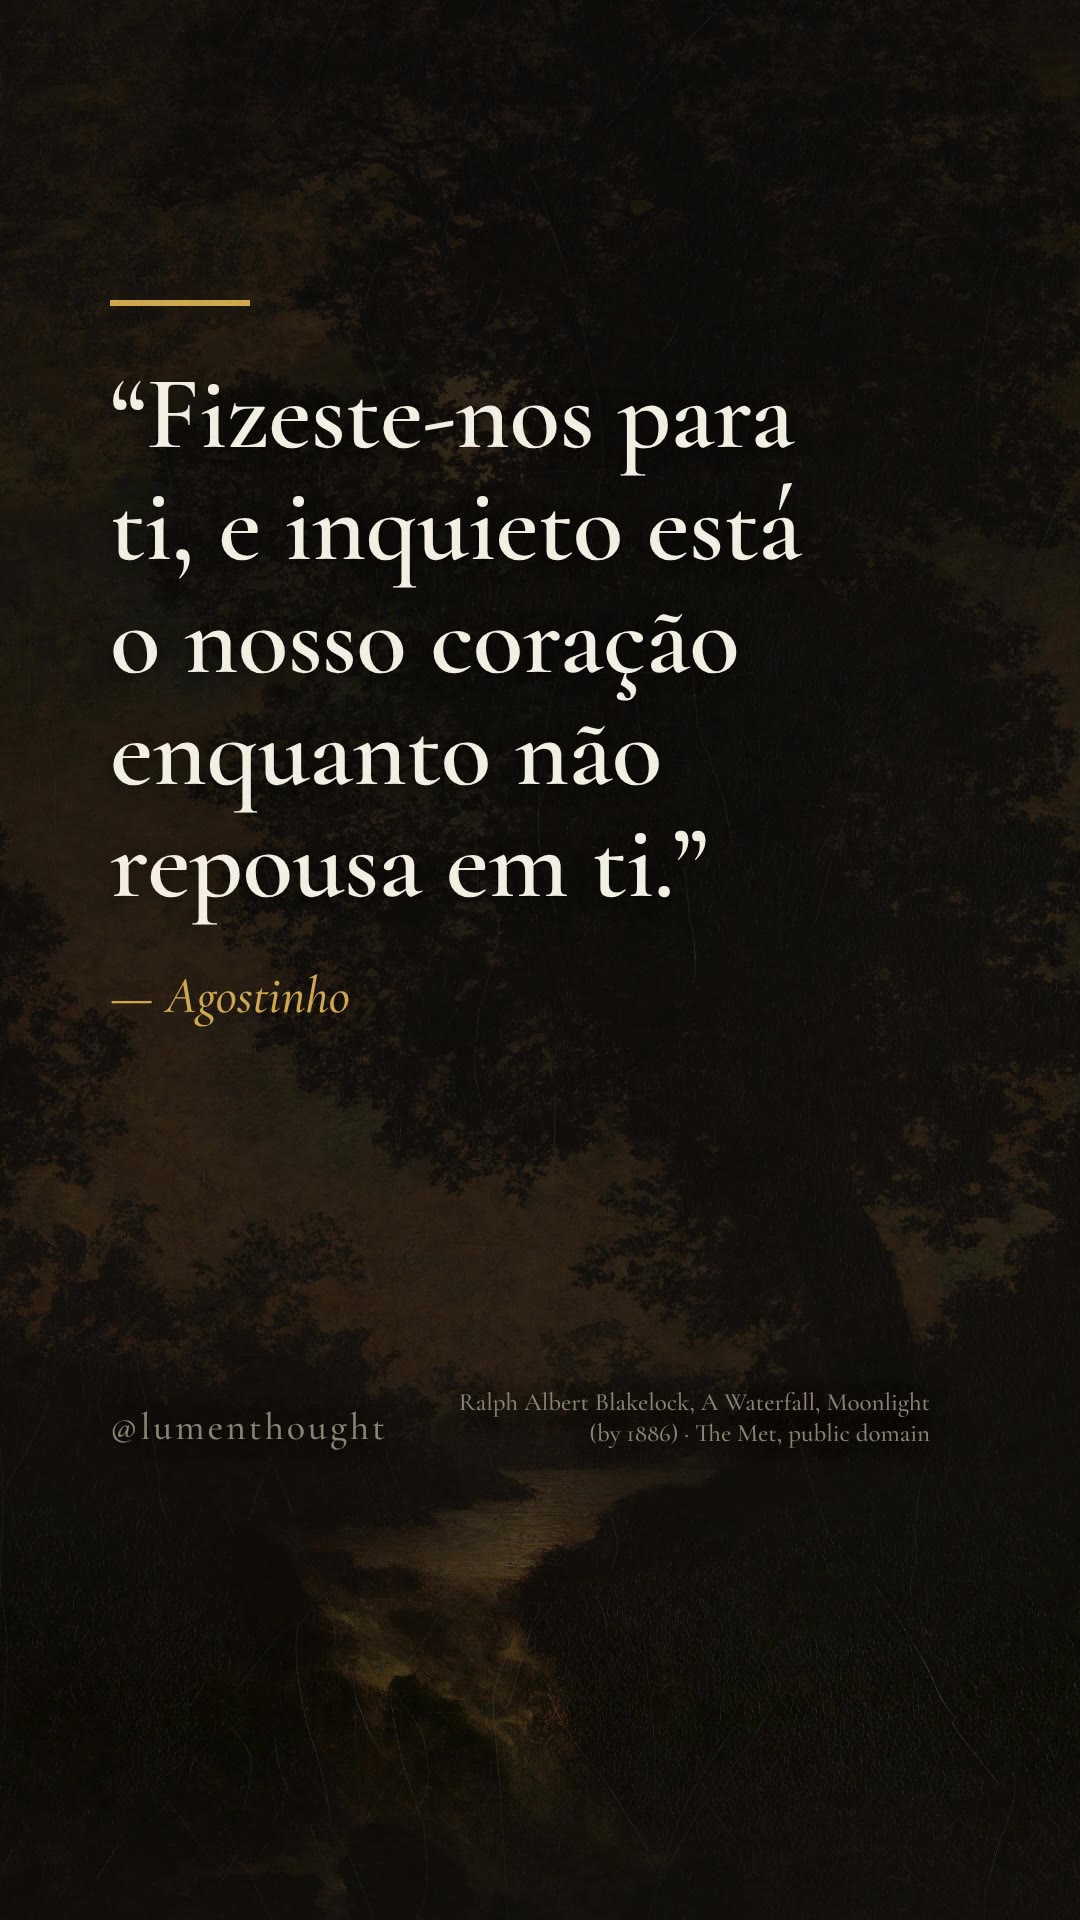 “Fizeste-nos para
ti, e inquieto está
o nosso coração
enquanto não
repousa em ti.”
— Agostinho
@lumenthought
Ralph Albert Blakelock, A Waterfall, Moonlight
(by 1886) · The Met, public domain